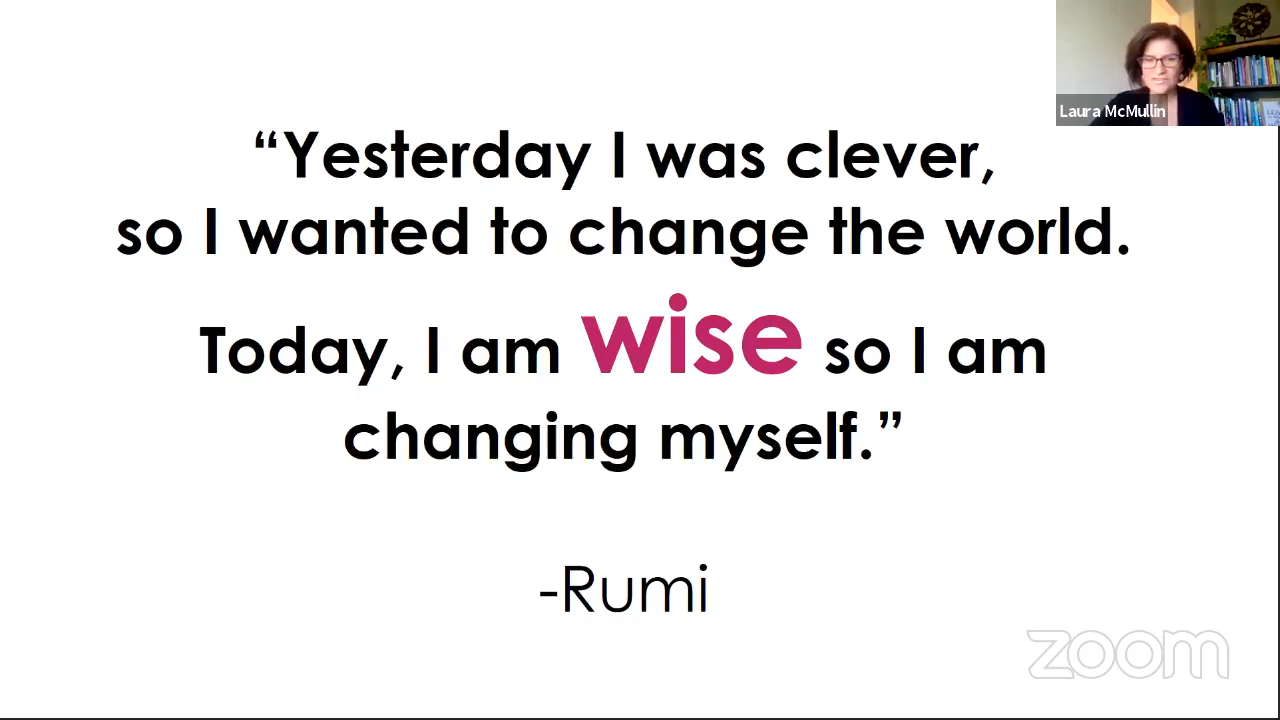 Laura McMullin
“Yesterday I was clever,
so I wanted to change the world.
Today, I am wise so I am
changing myself.”
-Rumi
zoom